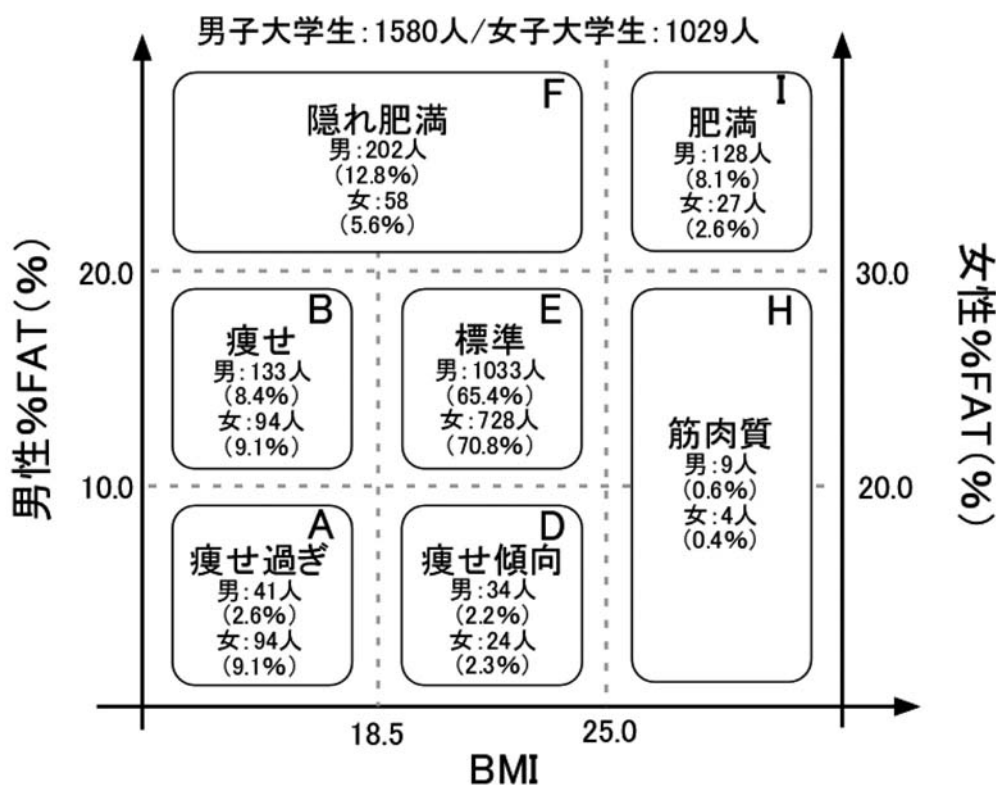 男子大学生:1580人/女子大学生:1029人
F
隠れ肥満
男:202人
(12.8%)
女:58
(5.6%)
I
肥満
男:128人
(8.1%)
女:27人
(2.6%)
男性%FAT(%)
20.0
10.0
30.0
20.0
女性%FAT(%)
B
痩せ
男:133人
(8.4%)
女:94人
(9.1%)
E
標準
男:1033人
(65.4%)
女:728人
(70.8%)
H
筋肉質
男:9人
(0.6%)
女:4人
(0.4%)
A
痩せ過ぎ
男:41人
(2.6%)
女:94人
(9.1%)
D
痩せ傾向
男:34人
(2.2%)
女:24人
(2.3%)
18.5
25.0
BMI